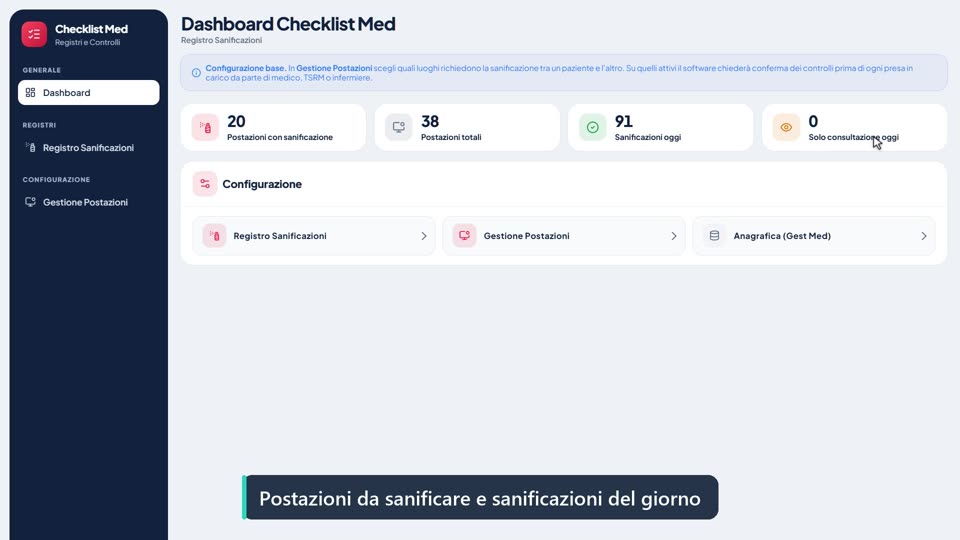 Checklist Med
Registri e Controlli
GENERALE
Dashboard
REGISTRI
Registro Sanificazioni
CONFIGURAZIONE
Gestione Postazioni
Dashboard Checklist Med
Registro Sanificazioni
Configurazione base. In Gestione Postazioni scegli quali luoghi richiedono la sanificazione tra un paziente e l'altro. Su quelli attivi il software chiederà conferma dei controlli prima di ogni presa in
carico da parte di medico, TSRM o infermiere.
20
Postazioni con sanificazione
38
Postazioni totali
91
Sanificazioni oggi
0
Solo consultazione oggi
Configurazione
Registro Sanificazioni
Gestione Postazioni
Anagrafica (Gest Med)
Postazioni da sanificare e sanificazioni del giorno